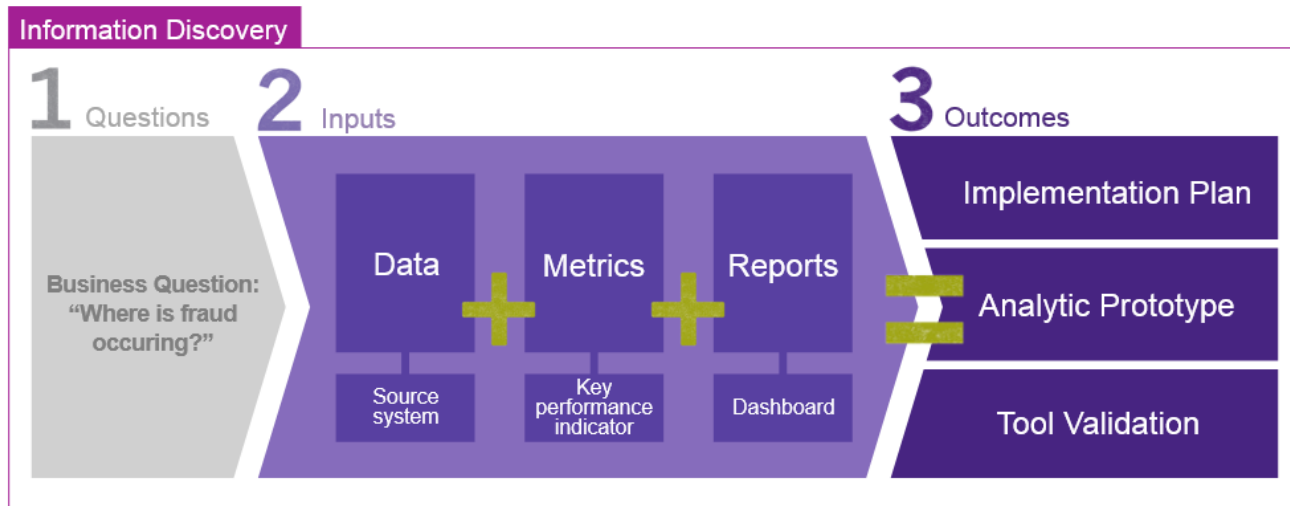 Information Discovery
1 Questions
2 Inputs
3 Outcomes
Business Question:
“Where is fraud
occuring?”
Data
+
Metrics
+
Reports
Source
system
Key
performance
indicator
Dashboard
=
Implementation Plan
Analytic Prototype
Tool Validation